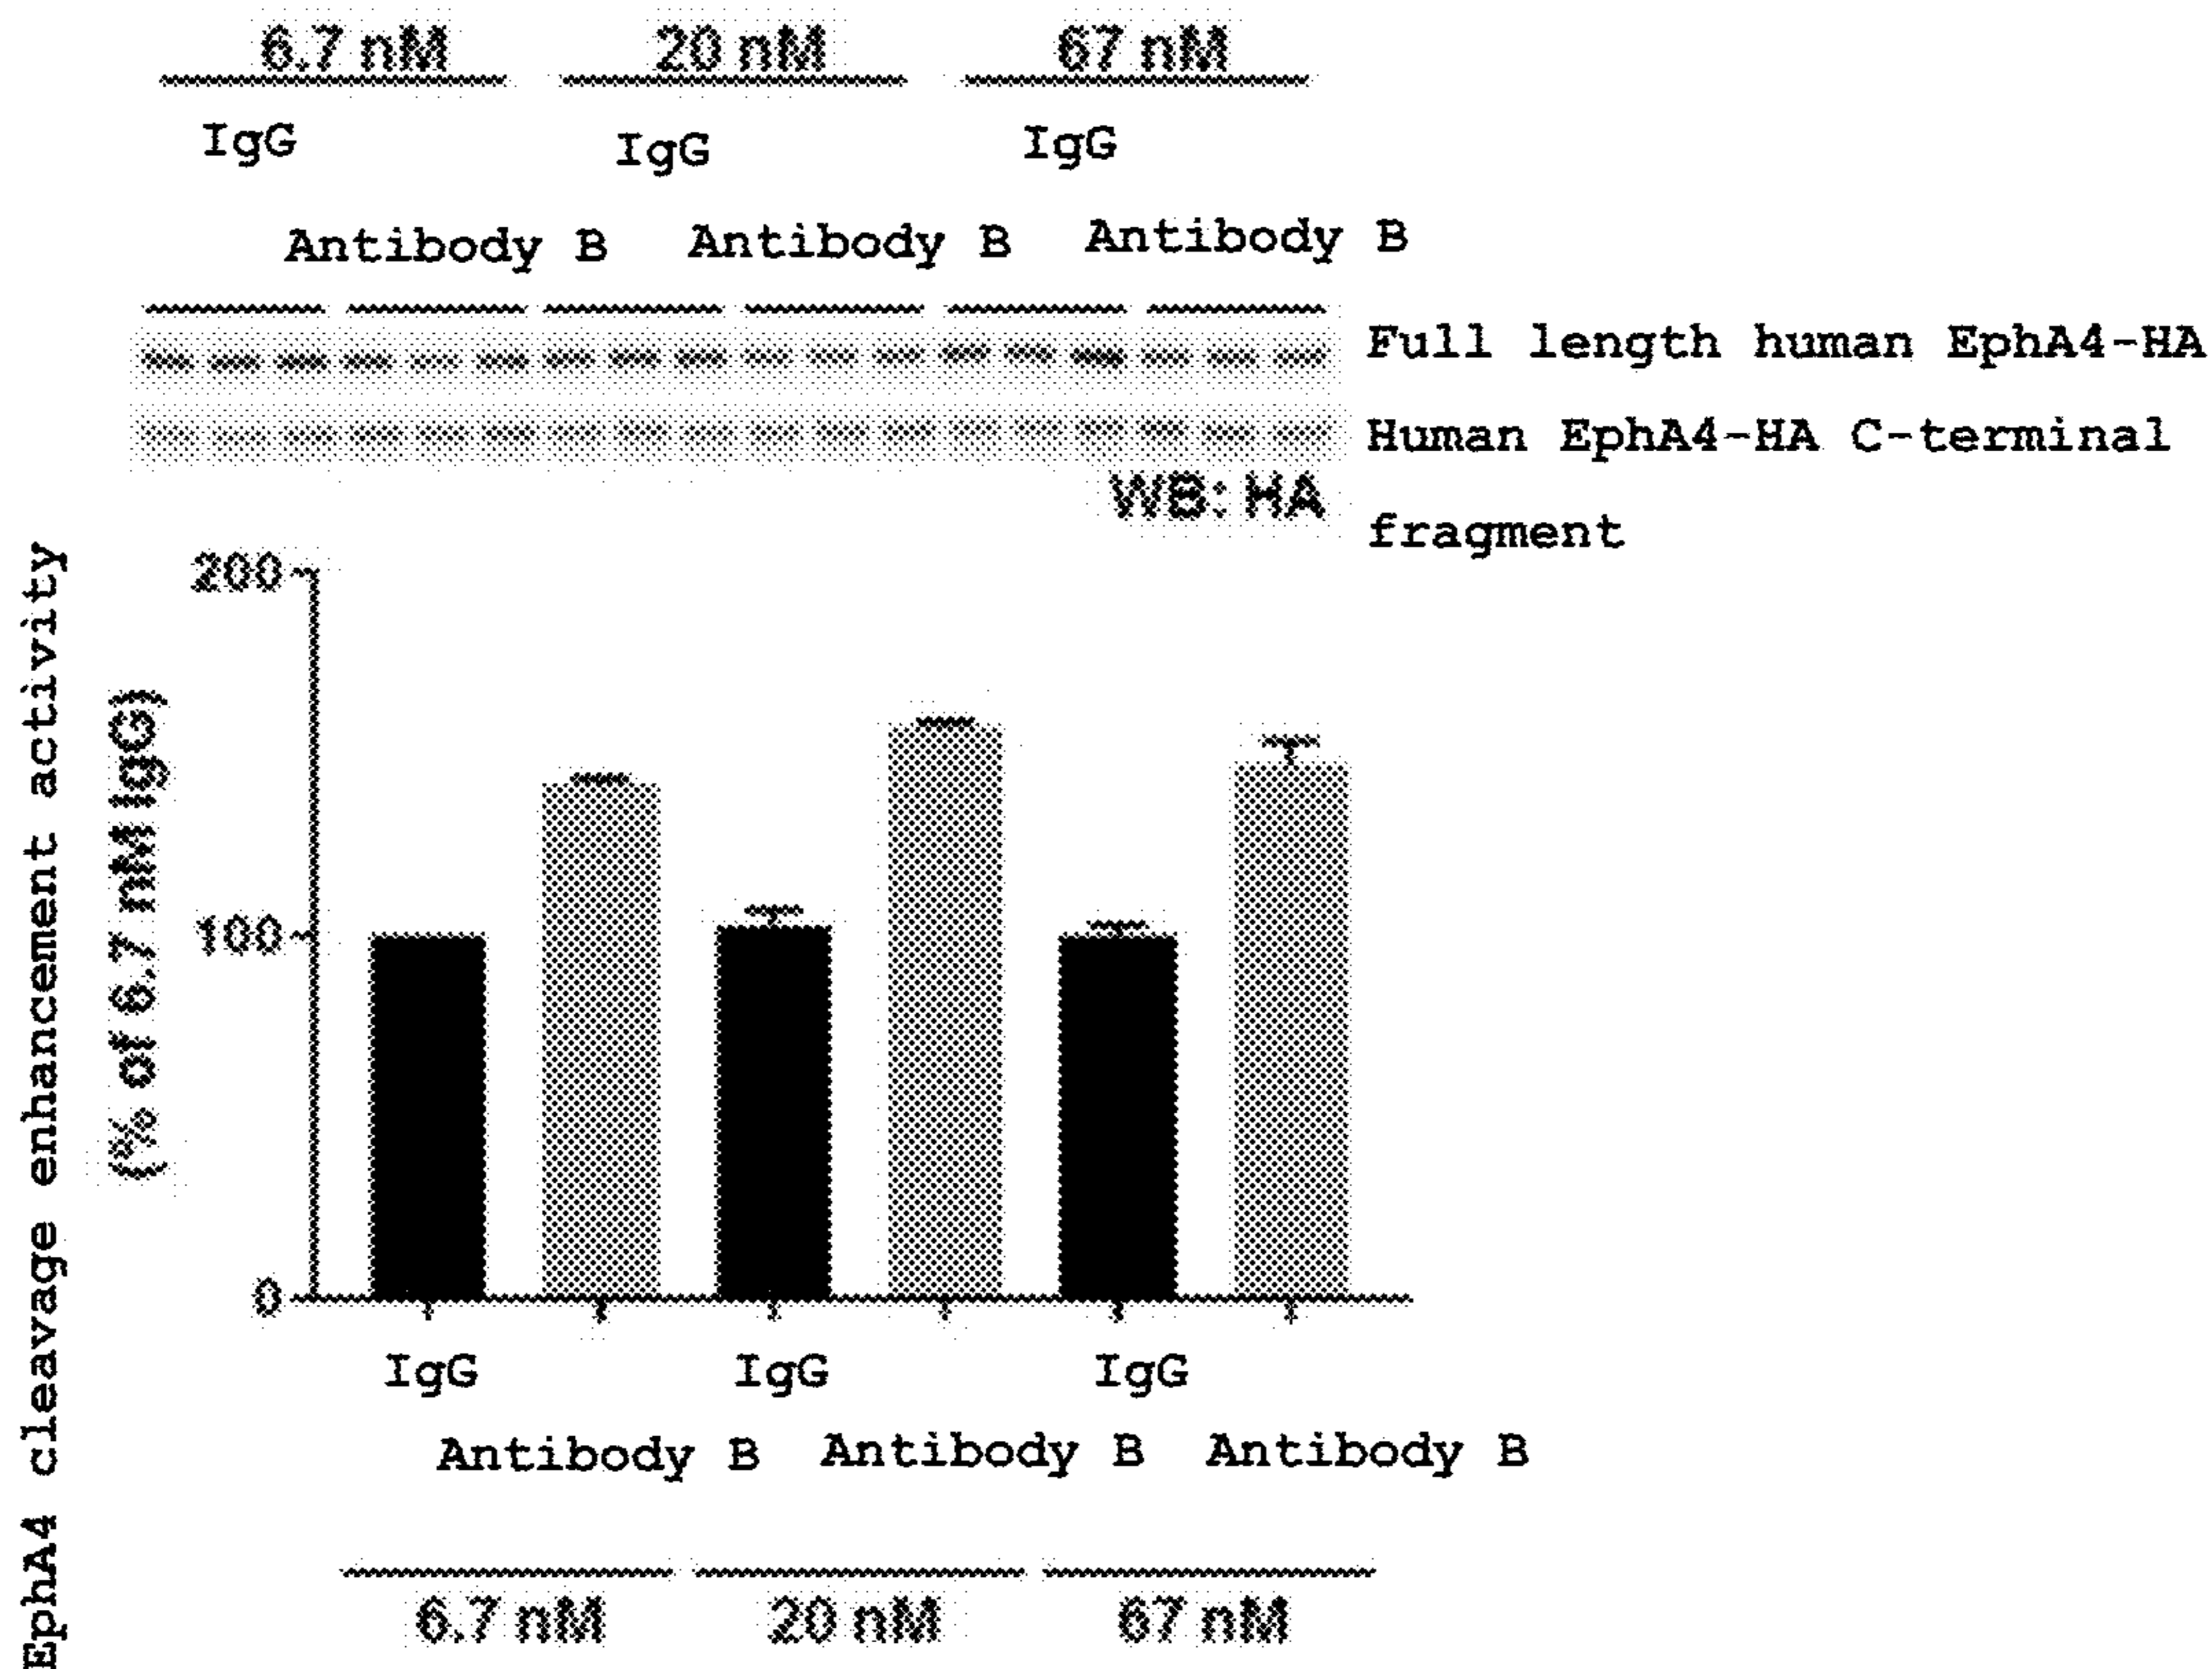 6.7 nM 20 nM 67 nM
IgG IgG IgG
Antibody B Antibody B Antibody B
Full length human EphA4-HA
Human EphA4-HA C-terminal
fragment
WB: HA
EphA4 cleavage enhancement activity
(% of 6.7 nM IgG)
200
100
0
IgG IgG IgG
Antibody B Antibody B Antibody B
6.7 nM 20 nM 67 nM